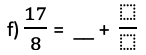 f) 17/8 = __ + □/□